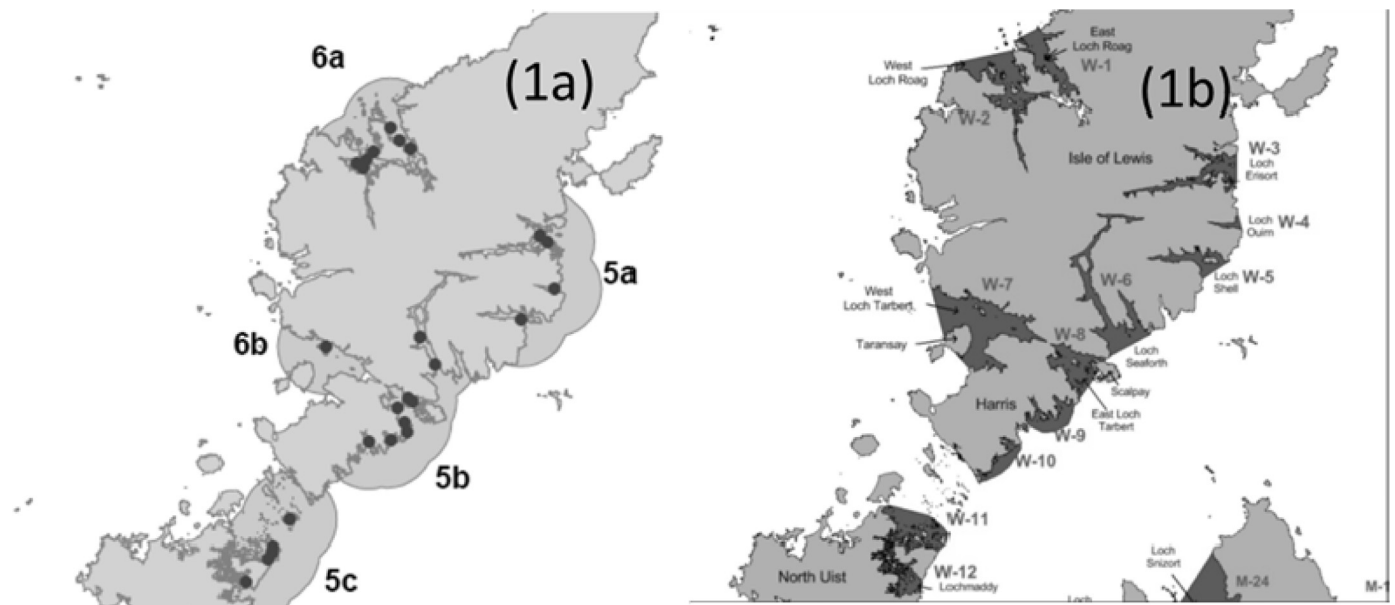 6a
(1a)
5a
6b
5b
5c
East
Loch Roag
W-1
West
Loch Roag
(1b)
W-2
Isle of Lewis
W-3
Loch
Erisort
Loch
Ouirn
W-4
W-7
W-6
Loch
Shell
W-5
West
Loch Tarbert
Taransay
W-8
Loch
Seaforth
Scalpay
Harris
East Loch
Tarbert
W-9
W-10
W-11
North Uist
W-12
Lochmaddy
Loch
Snizort
M-24
Loch
M-1